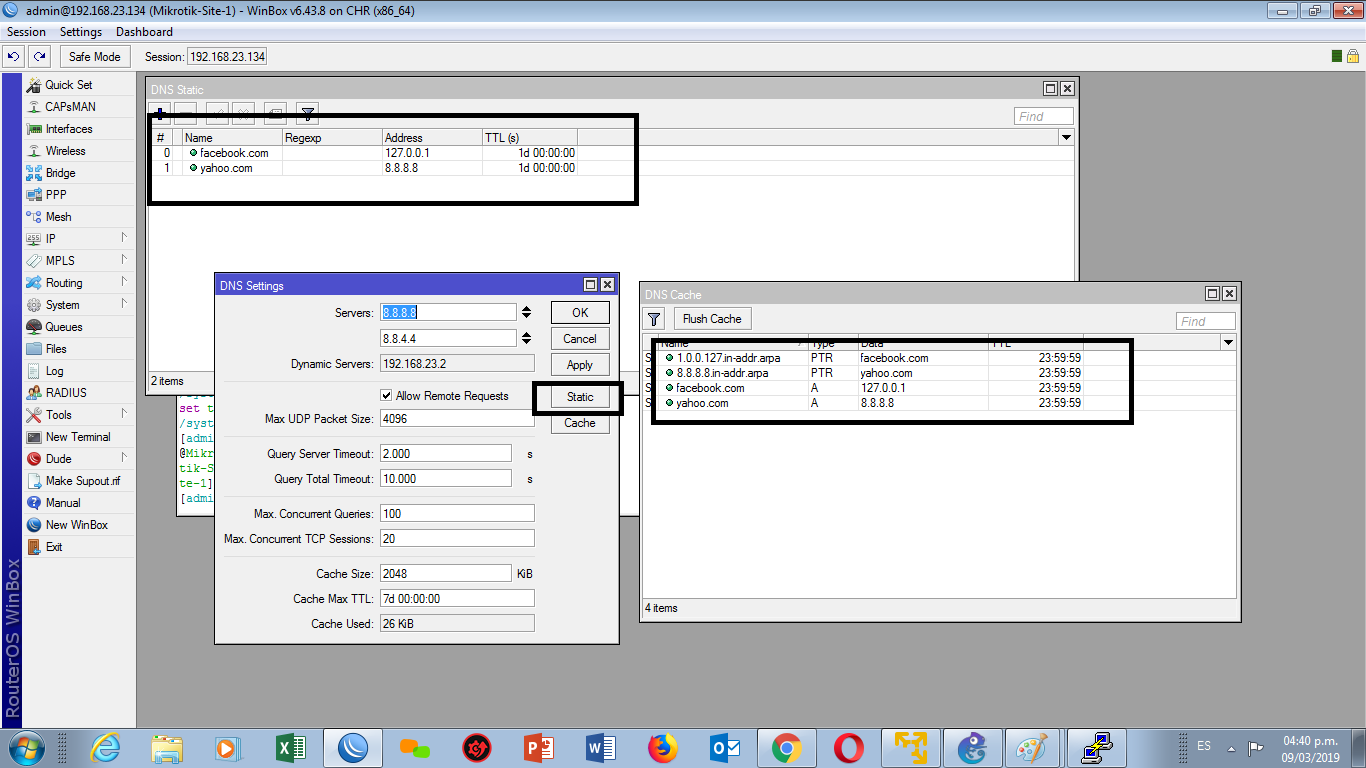 admin@192.168.23.134 (Mikrotik-Site-1) - WinBox v6.43.8 on CHR (x86_64)
Session Settings Dashboard
Safe Mode Session: 192.168.23.134
Quick Set
CAPsMAN
Interfaces
Wireless
Bridge
PPP
Mesh
IP
MPLS
Routing
System
Queues
Files
Log
RADIUS
Tools
New Terminal
Dude
Make Supout.rif
Manual
New WinBox
Exit
RouterOS WinBox
DNS Static
Find
# Name Regexp Address TTL (s)
0 facebook.com 127.0.0.1 1d 00:00:00
1 yahoo.com 8.8.8.8 1d 00:00:00
2 items
set t
/syst
[admi
@Mikr
tik-S
te-1]
[admi
DNS Settings
Servers: 8.8.8.8
8.8.4.4
Dynamic Servers: 192.168.23.2
Allow Remote Requests
Max UDP Packet Size: 4096
Query Server Timeout: 2.000 s
Query Total Timeout: 10.000 s
Max. Concurrent Queries: 100
Max. Concurrent TCP Sessions: 20
Cache Size: 2048 KiB
Cache Max TTL: 7d 00:00:00
Cache Used: 26 KiB
OK
Cancel
Apply
Static
Cache
DNS Cache
Flush Cache
Find
Name Type Data TTL
S 1.0.0.127.in-addr.arpa PTR facebook.com 23:59:59
S 8.8.8.8.in-addr.arpa PTR yahoo.com 23:59:59
S facebook.com A 127.0.0.1 23:59:59
S yahoo.com A 8.8.8.8 23:59:59
4 items
ES
04:40 p.m.
09/03/2019